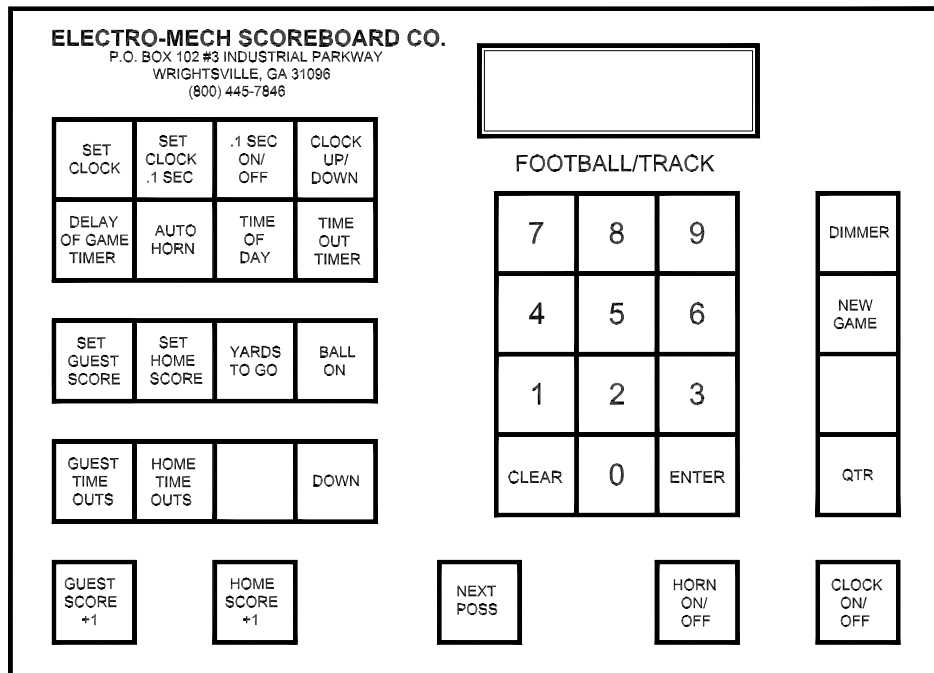 ELECTRO-MECH SCOREBOARD CO.
P.O. BOX 102 #3 INDUSTRIAL PARKWAY
WRIGHTSVILLE, GA 31096
(800) 445-7846
SET
CLOCK
SET
CLOCK
.1 SEC
.1 SEC
ON/
OFF
CLOCK
UP/
DOWN
DELAY
OF GAME
TIMER
AUTO
HORN
TIME
OF
DAY
TIME
OUT
TIMER
SET
GUEST
SCORE
SET
HOME
SCORE
YARDS
TO GO
BALL
ON
GUEST
TIME
OUTS
HOME
TIME
OUTS
DOWN
FOOTBALL/TRACK
7
8
9
4
5
6
1
2
3
CLEAR
0
ENTER
DIMMER
NEW
GAME
QTR
GUEST
SCORE
+1
HOME
SCORE
+1
NEXT
POSS
HORN
ON/
OFF
CLOCK
ON/
OFF